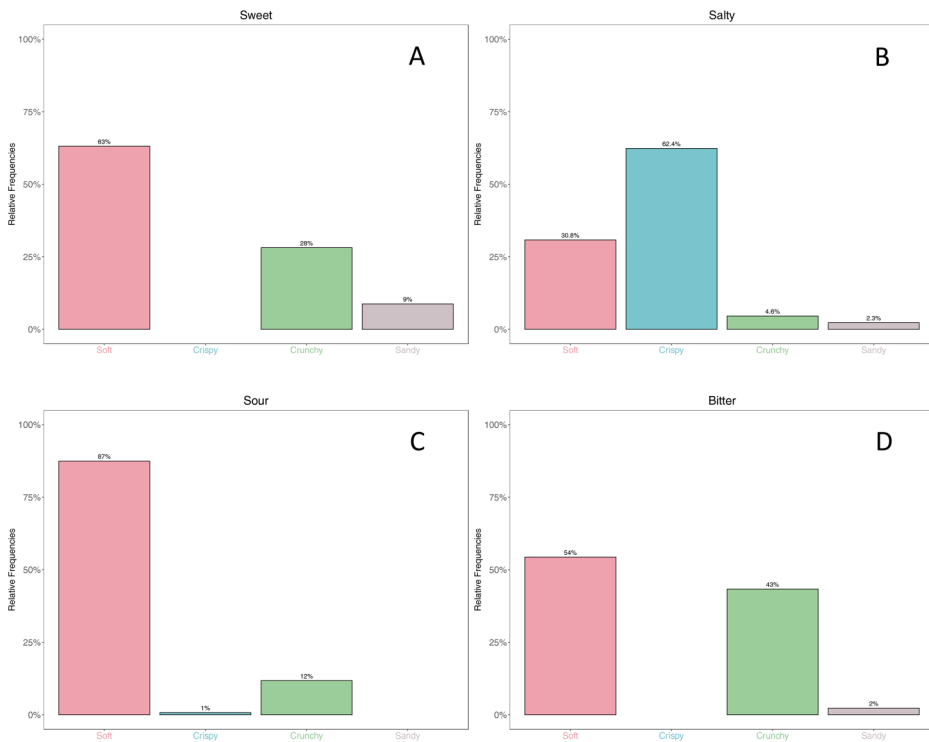 Sweet
A
100%
75%
50%
25%
0%
Relative Frequencies
63%
28%
9%
Soft
Crispy
Crunchy
Sandy
Salty
B
100%
75%
50%
25%
0%
Relative Frequencies
30.8%
62.4%
4.6%
2.3%
Soft
Crispy
Crunchy
Sandy
Sour
C
100%
75%
50%
25%
0%
Relative Frequencies
87%
1%
12%
Soft
Crispy
Crunchy
Sandy
Bitter
D
100%
75%
50%
25%
0%
Relative Frequencies
54%
43%
2%
Soft
Crispy
Crunchy
Sandy